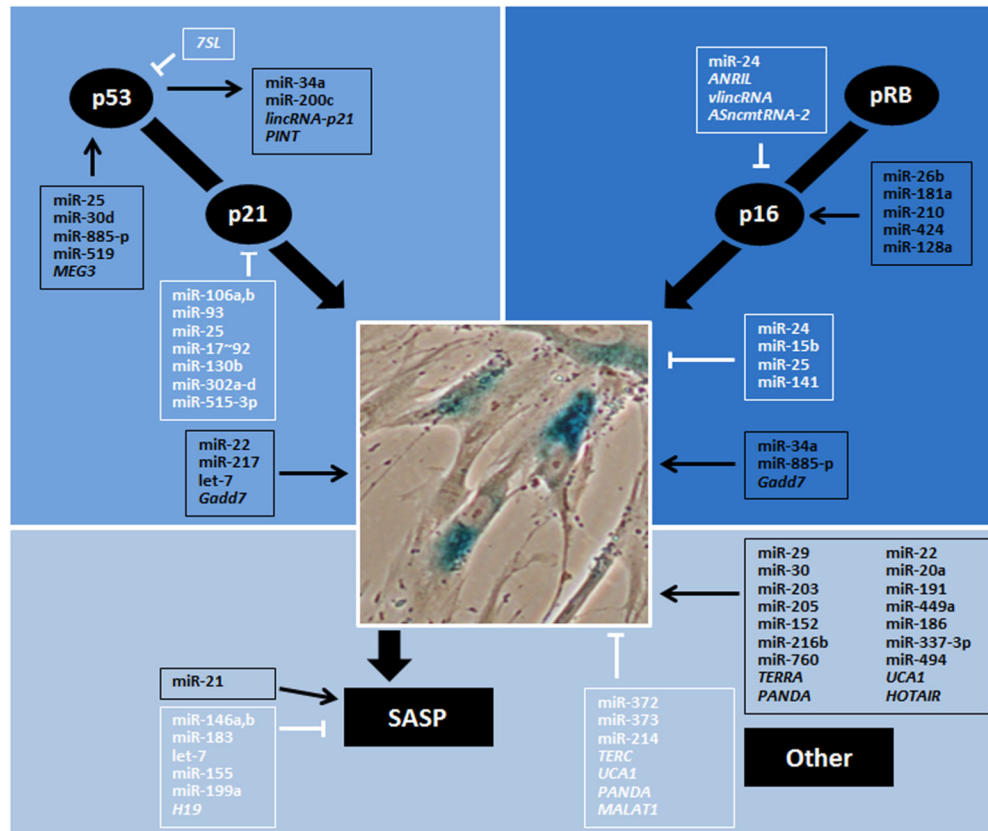 7SL
p53
miR-34a
miR-200c
lincRNA-p21
PINT
miR-25
miR-30d
miR-885-p
miR-519
MEG3
p21
miR-106a,b
miR-93
miR-25
miR-17~92
miR-130b
miR-302a-d
miR-515-3p
miR-22
miR-217
let-7
Gadd7
miR-24
ANRIL
vlincRNA
ASncmtRNA-2
pRB
p16
miR-26b
miR-181a
miR-210
miR-424
miR-128a
miR-24
miR-15b
miR-25
miR-141
miR-34a
miR-885-p
Gadd7
miR-21
miR-146a,b
miR-183
let-7
miR-155
miR-199a
H19
SASP
miR-372
miR-373
miR-214
TERC
UCA1
PANDA
MALAT1
miR-29 miR-22
miR-30 miR-20a
miR-203 miR-191
miR-205 miR-449a
miR-152 miR-186
miR-216b miR-337-3p
miR-760 miR-494
TERRA UCA1
PANDA HOTAIR
Other